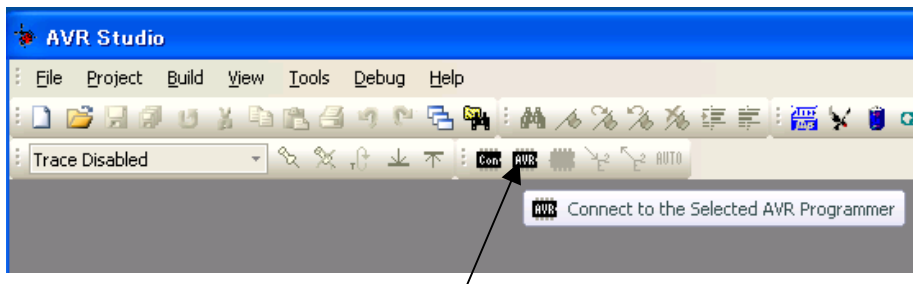 AVR Studio
File Project Build View Tools Debug Help
Trace Disabled Con AVR AUTO
AVR Connect to the Selected AVR Programmer